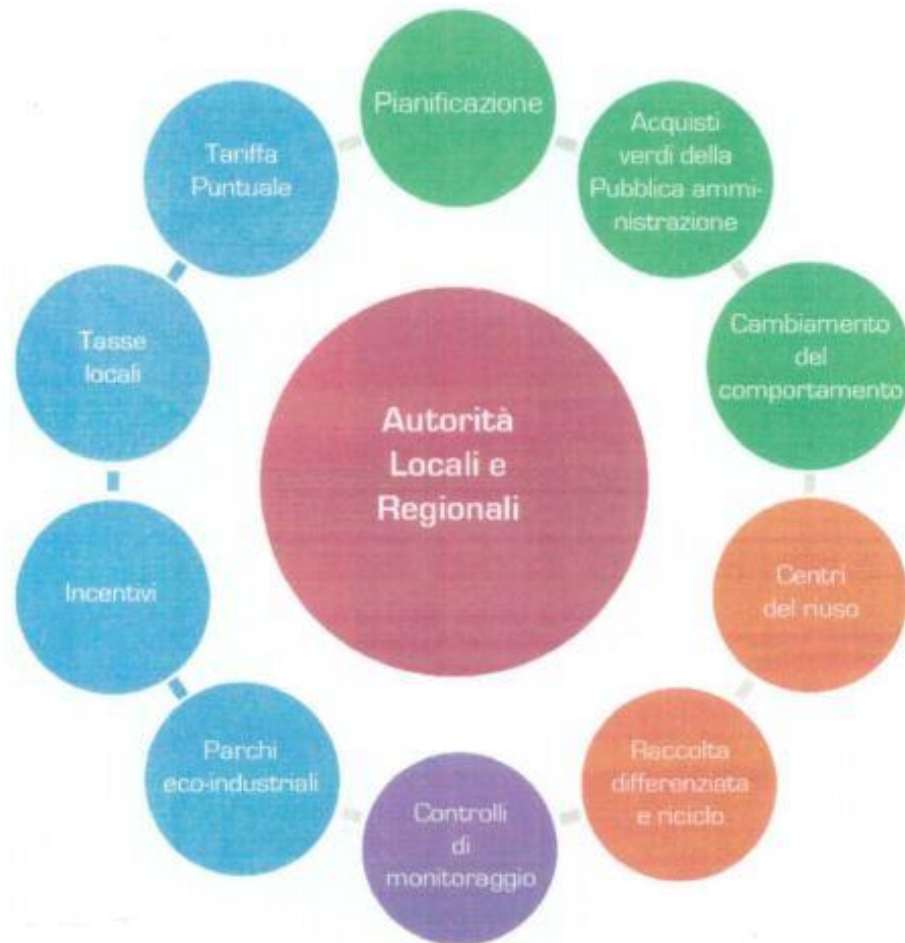 Pianificazione
Acquisti
verdi della
Pubblica ammi-
nistrazione
Cambiamento
del
comportamento
Centri
del riuso
Raccolta
differenziata
e riciclo
Controlli
di
monitoraggio
Parchi
eco-industriali
Incentivi
Tasse
locali
Tariffa
Puntuale
Autorità
Locali e
Regionali